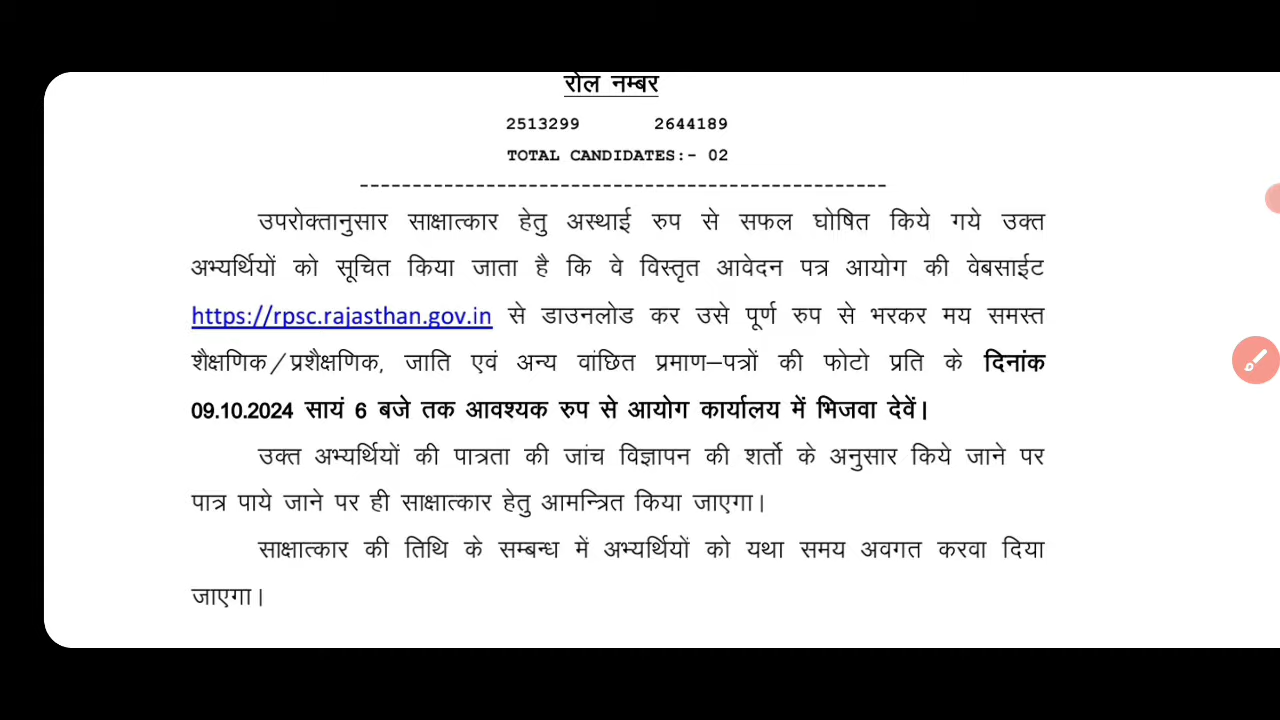 रोल नम्बर
2513299 2644189
TOTAL CANDIDATES:- 02
--------------------------------------------------
उपरोक्तानुसार साक्षात्कार हेतु अस्थाई रुप से सफल घोषित किये गये उक्त
अभ्यर्थियों को सूचित किया जाता है कि वे विस्तृत आवेदन पत्र आयोग की वेबसाईट
https://rpsc.rajasthan.gov.in से डाउनलोड कर उसे पूर्ण रुप से भरकर मय समस्त
शैक्षणिक/प्रशैक्षणिक, जाति एवं अन्य वांछित प्रमाण–पत्रों की फोटो प्रति के दिनांक
09.10.2024 सायं 6 बजे तक आवश्यक रुप से आयोग कार्यालय में भिजवा देवें।
उक्त अभ्यर्थियों की पात्रता की जांच विज्ञापन की शर्तो के अनुसार किये जाने पर
पात्र पाये जाने पर ही साक्षात्कार हेतु आमन्त्रित किया जाएगा।
साक्षात्कार की तिथि के सम्बन्ध में अभ्यर्थियों को यथा समय अवगत करवा दिया
जाएगा।